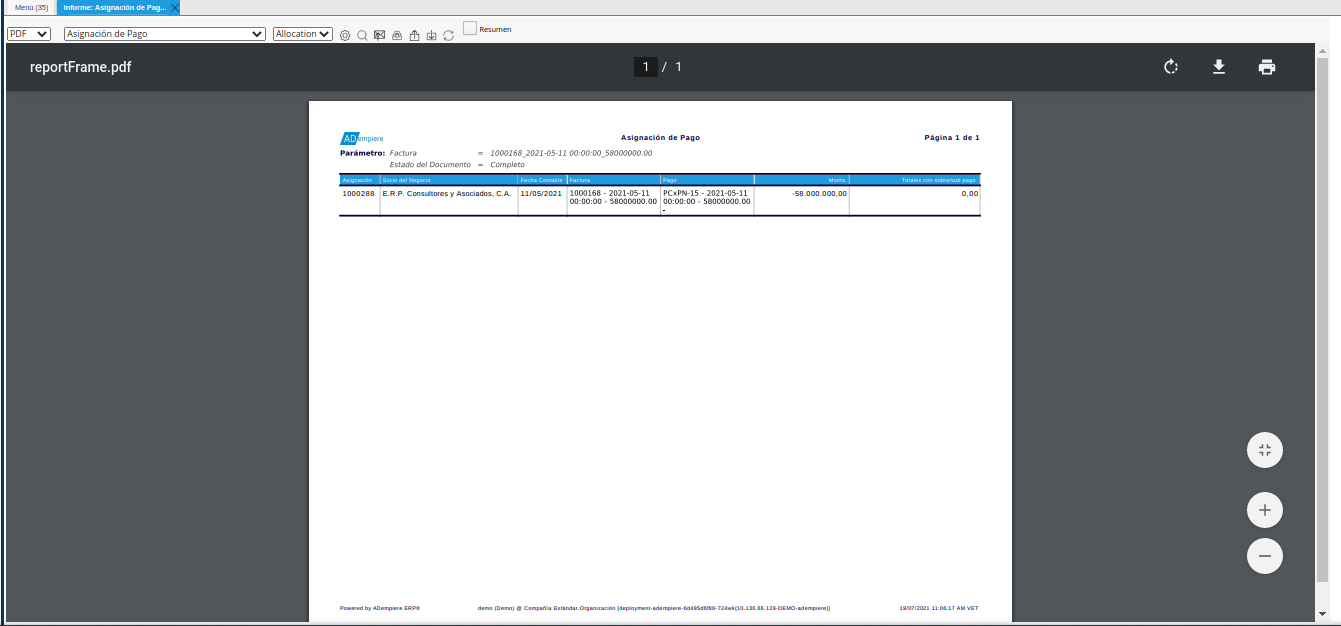 Menú (35) Informe: Asignación de Pag...
PDF Asignación de Pago Allocation Resumen
reportFrame.pdf 1 / 1
ADempiere Asignación de Pago Página 1 de 1
Parámetro: Factura = 1000168_2021-05-11 00:00:00_58000000.00
Estado del Documento = Completo
Asignación Socio del Negocio Fecha Contable Factura Pago Monto Totales con sobre/sub pago
1000288 E.R.P. Consultores y Asociados, C.A. 11/05/2021 1000168 - 2021-05-11 PCxPN-15 - 2021-05-11 -58.000.000,00 0,00
00:00:00 - 58000000.00 00:00:00 - 58000000.00
-
Powered by ADempiere ERP® demo (Demo) @ Compañía Estándar.Organización [deployment-adempiere-6d495d6f88-724wk{10.136.66.129-DEMO-adempiere}] 19/07/2021 11:06:17 AM VET